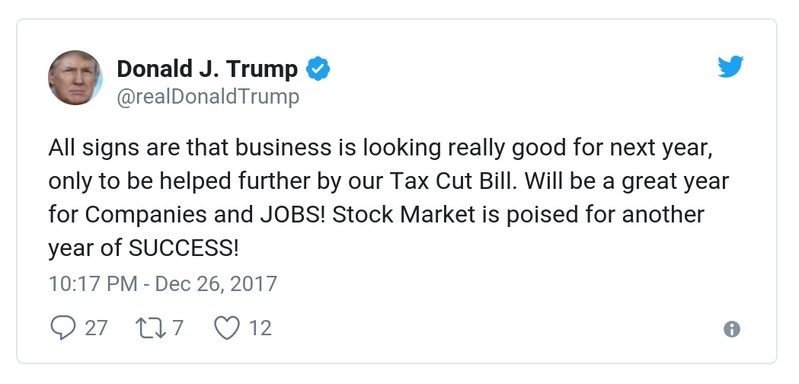 Donald J. Trump
@realDonaldTrump
All signs are that business is looking really good for next year,
only to be helped further by our Tax Cut Bill. Will be a great year
for Companies and JOBS! Stock Market is poised for another
year of SUCCESS!
10:17 PM - Dec 26, 2017
27 7 12